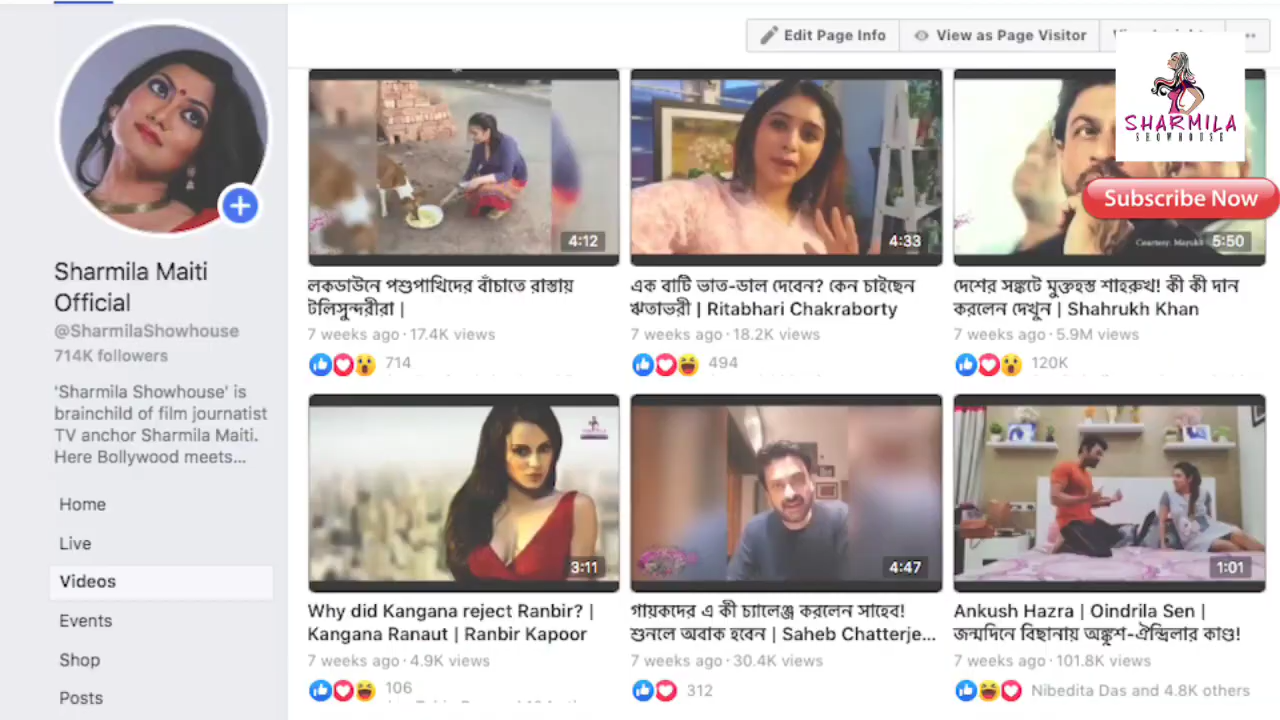 Edit Page Info
View as Page Visitor
SHARMILA
SHOWHOUSE
Subscribe Now
Sharmila Maiti
Official
@SharmilaShowhouse
714K followers
'Sharmila Showhouse' is
brainchild of film journalist
TV anchor Sharmila Maiti.
Here Bollywood meets...
Home
Live
Videos
Events
Shop
Posts
4:12
লকডাউনে পশুপাখিদের বাঁচাতে রাস্তায়
টলিসুন্দরীরা |
7 weeks ago · 17.4K views
714
4:33
এক বাটি ভাত-ডাল দেবেন? কেন চাইছেন
ঋতাভরী | Ritabhari Chakraborty
7 weeks ago · 18.2K views
494
Courtesy: Mayukh
5:50
দেশের সঙ্কটে মুক্তহস্ত শাহরুখ! কী কী দান
করলেন দেখুন | Shahrukh Khan
7 weeks ago · 5.9M views
120K
3:11
Why did Kangana reject Ranbir? |
Kangana Ranaut | Ranbir Kapoor
7 weeks ago · 4.9K views
106
4:47
গায়কদের এ কী চ্যালেঞ্জ করলেন সাহেব!
শুনলে অবাক হবেন | Saheb Chatterje...
7 weeks ago · 30.4K views
312
1:01
Ankush Hazra | Oindrila Sen |
জন্মদিনে বিছানায় অঙ্কুশ-ঐন্দ্রিলার কাণ্ড!
7 weeks ago · 101.8K views
Nibedita Das and 4.8K others